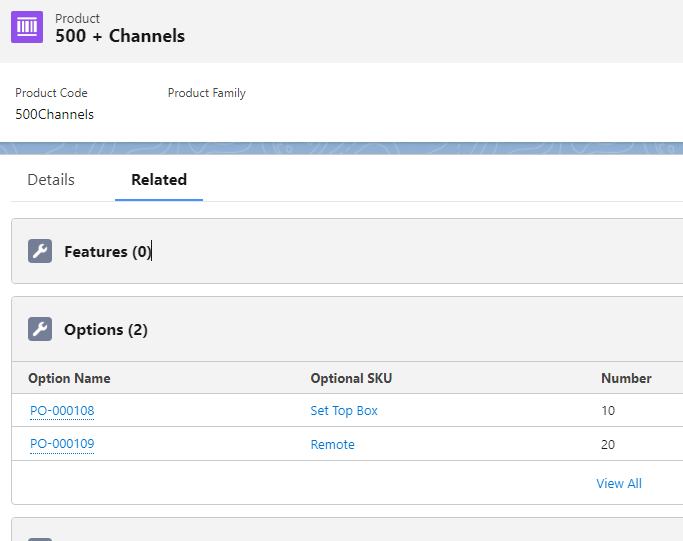 Product
500 + Channels
Product Code Product Family
500Channels
Details Related
Features (0)
Options (2)
Option Name Optional SKU Number
PO-000108 Set Top Box 10
PO-000109 Remote 20
View All